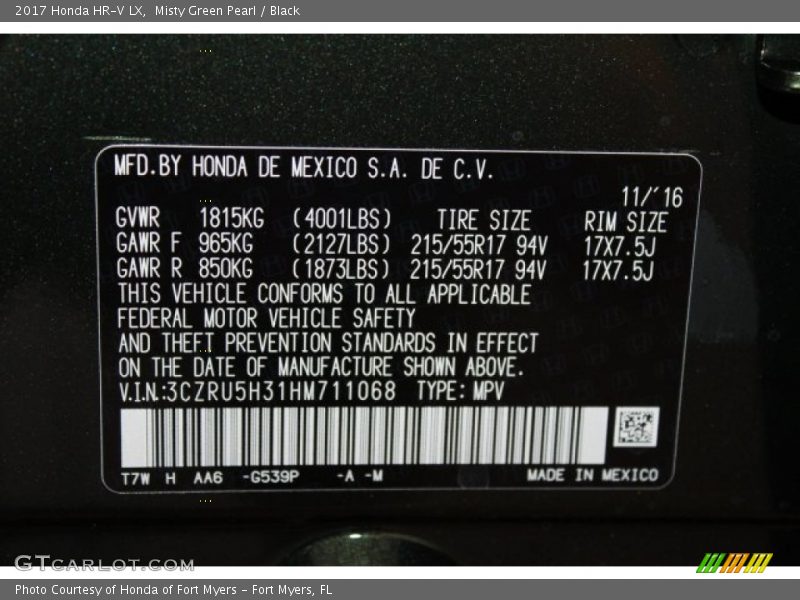 2017 Honda HR-V LX,  Misty Green Pearl / Black
MFD.BY HONDA DE MEXICO S.A. DE C.V.
11/'16
GVWR 1815KG (4001LBS) TIRE SIZE RIM SIZE
GAWR F 965KG (2127LBS) 215/55R17 94V 17X7.5J
GAWR R 850KG (1873LBS) 215/55R17 94V 17X7.5J
THIS VEHICLE CONFORMS TO ALL APPLICABLE
FEDERAL MOTOR VEHICLE SAFETY
AND THEFT PREVENTION STANDARDS IN EFFECT
ON THE DATE OF MANUFACTURE SHOWN ABOVE.
V.I.N.:3CZRU5H31HM711068 TYPE: MPV
T7W H AA6 -G539P -A -M MADE IN MEXICO
GTCARLOT.COM
Photo Courtesy of Honda of Fort Myers - Fort Myers, FL